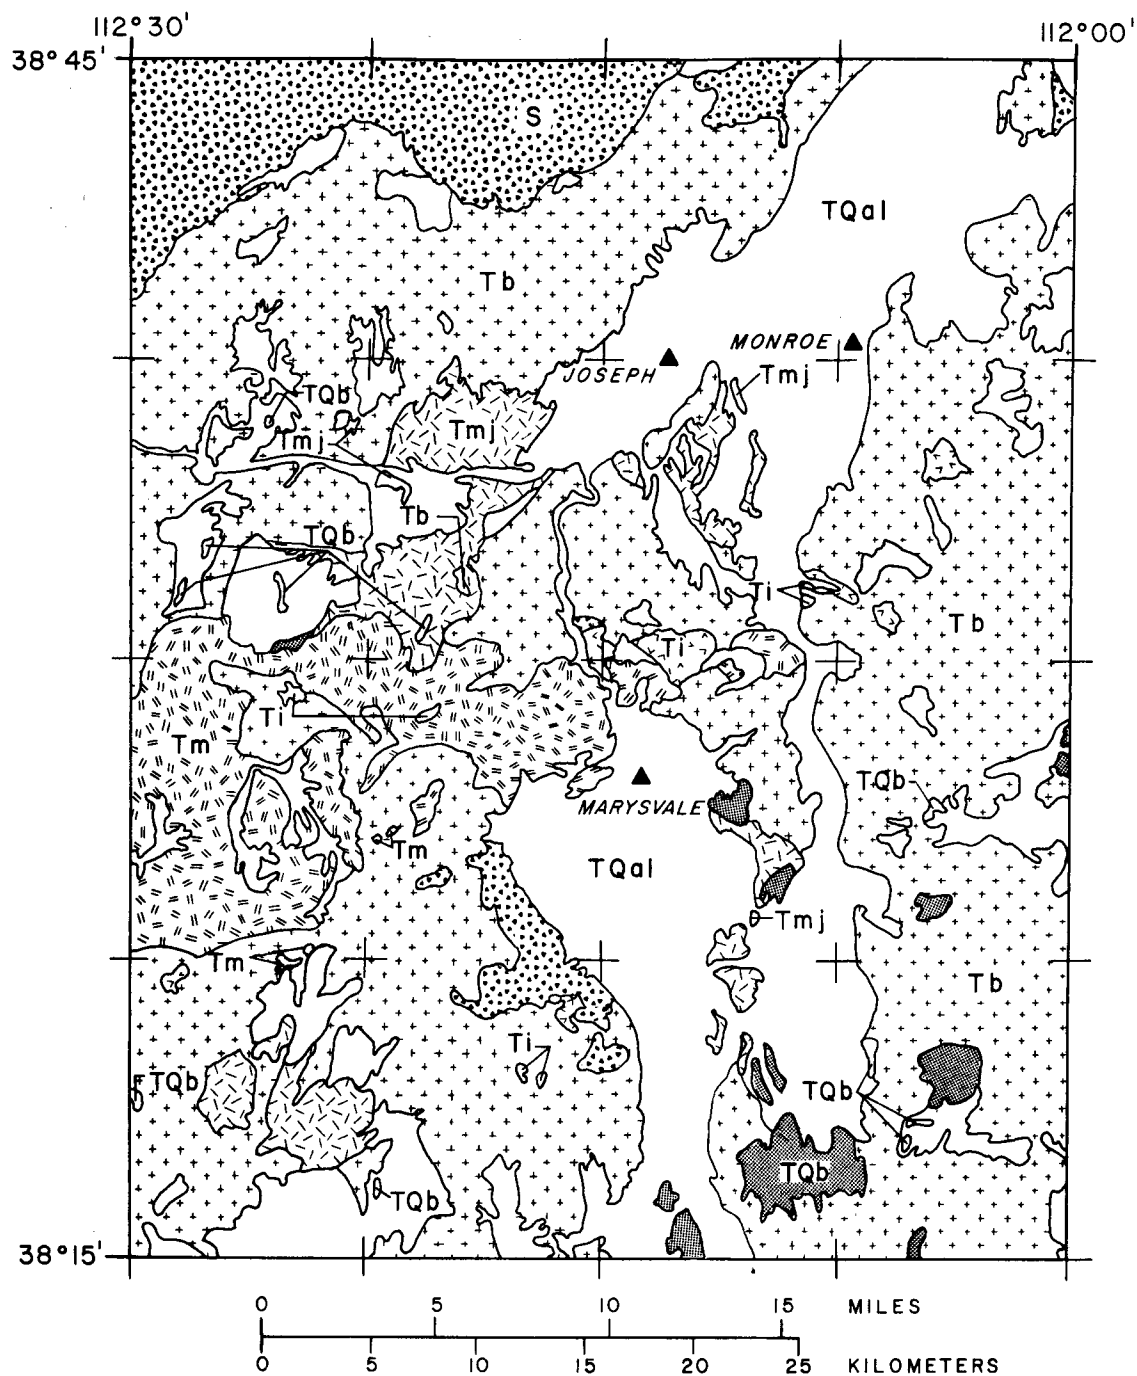 112°30'
112°00'
38°45'
S
TQal
Tb
MONROE
JOSEPH
Tmj
TQb
Tmj
Tmj
Tb
TQb
Ti
Tb
Ti
Ti
Tm
TQb
MARYSVALE
Tm
TQal
Tmj
Tm
Tb
Ti
TQb
TQb
TQb
TQb
38°15'
0 5 10 15 MILES
0 5 10 15 20 25 KILOMETERS